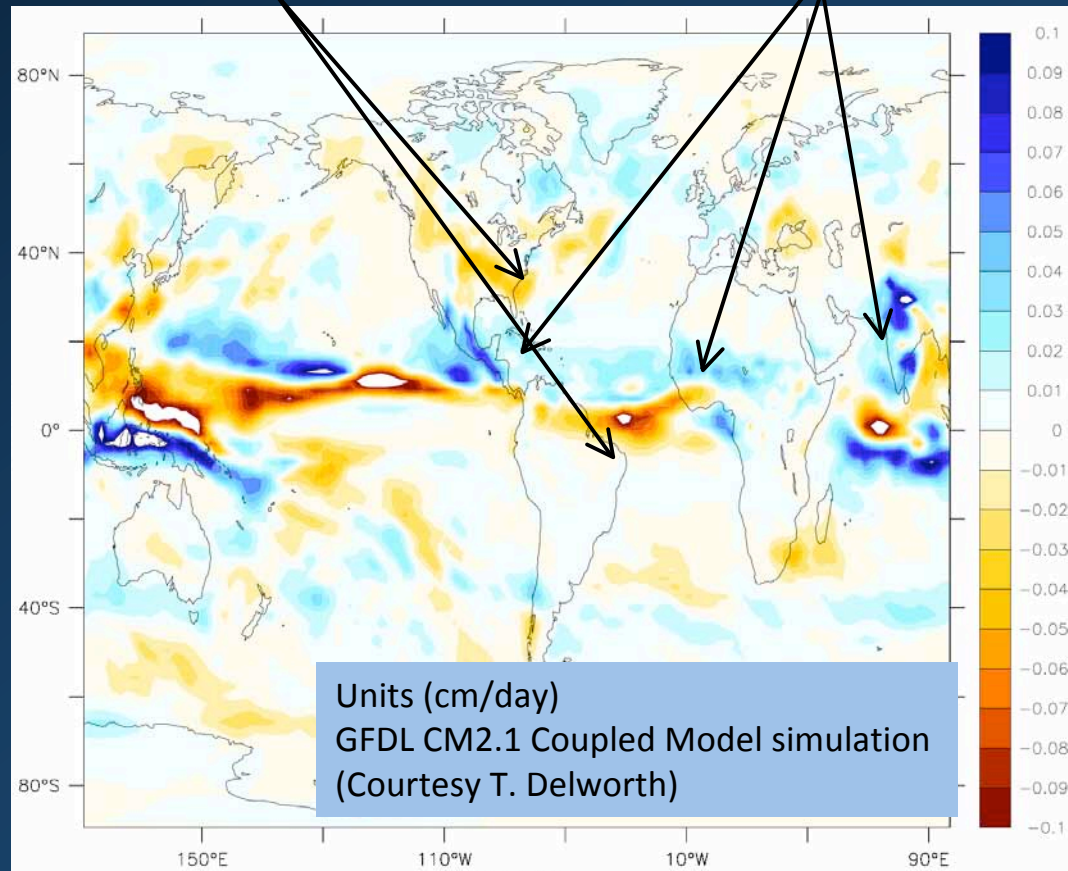 80°N
40°N
0°
40°S
80°S
150°E
110°W
10°W
90°E
0.1
0.09
0.08
0.07
0.06
0.05
0.04
0.03
0.02
0.01
0
−0.01
−0.02
−0.03
−0.04
−0.05
−0.06
−0.07
−0.08
−0.09
−0.1
Units (cm/day)
GFDL CM2.1 Coupled Model simulation
(Courtesy T. Delworth)